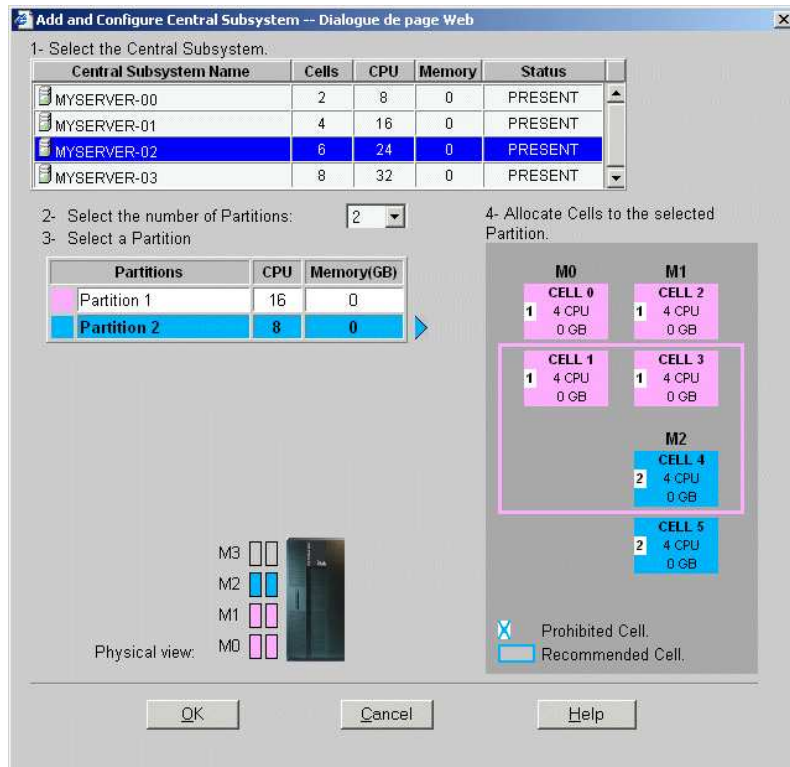 Add and Configure Central Subsystem -- Dialogue de page Web
1- Select the Central Subsystem.
Central Subsystem Name Cells CPU Memory Status
MYSERVER-00 2 8 0 PRESENT
MYSERVER-01 4 16 0 PRESENT
MYSERVER-02 6 24 0 PRESENT
MYSERVER-03 8 32 0 PRESENT
2- Select the number of Partitions: 2
3- Select a Partition
Partitions CPU Memory(GB)
Partition 1 16 0
Partition 2 8 0
4- Allocate Cells to the selected
Partition.
M0 M1
CELL 0 CELL 2
1 4 CPU 1 4 CPU
0 GB 0 GB
CELL 1 CELL 3
1 4 CPU 1 4 CPU
0 GB 0 GB
M2
CELL 4
2 4 CPU
0 GB
CELL 5
2 4 CPU
0 GB
X Prohibited Cell.
Recommended Cell.
M3
M2
M1
Physical view: M0
OK Cancel Help